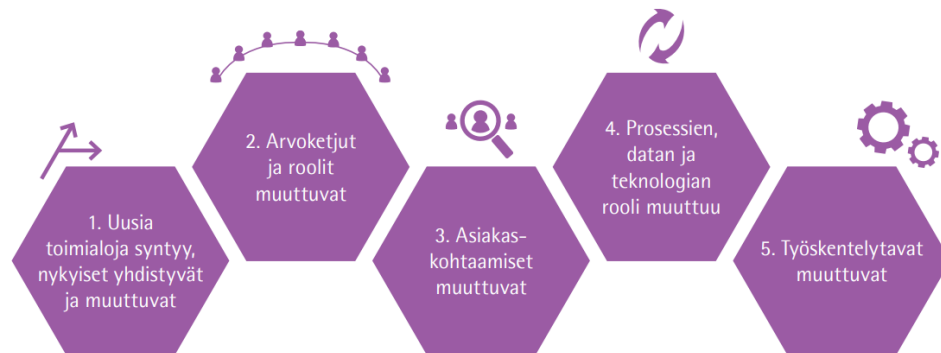 1. Uusia
toimialoja syntyy,
nykyiset yhdistyvät
ja muuttuvat
2. Arvoketjut
ja roolit
muuttuvat
3. Asiakas-
kohtaamiset
muuttuvat
4. Prosessien,
datan ja
teknologian
rooli muuttuu
5. Työskentelytavat
muuttuvat